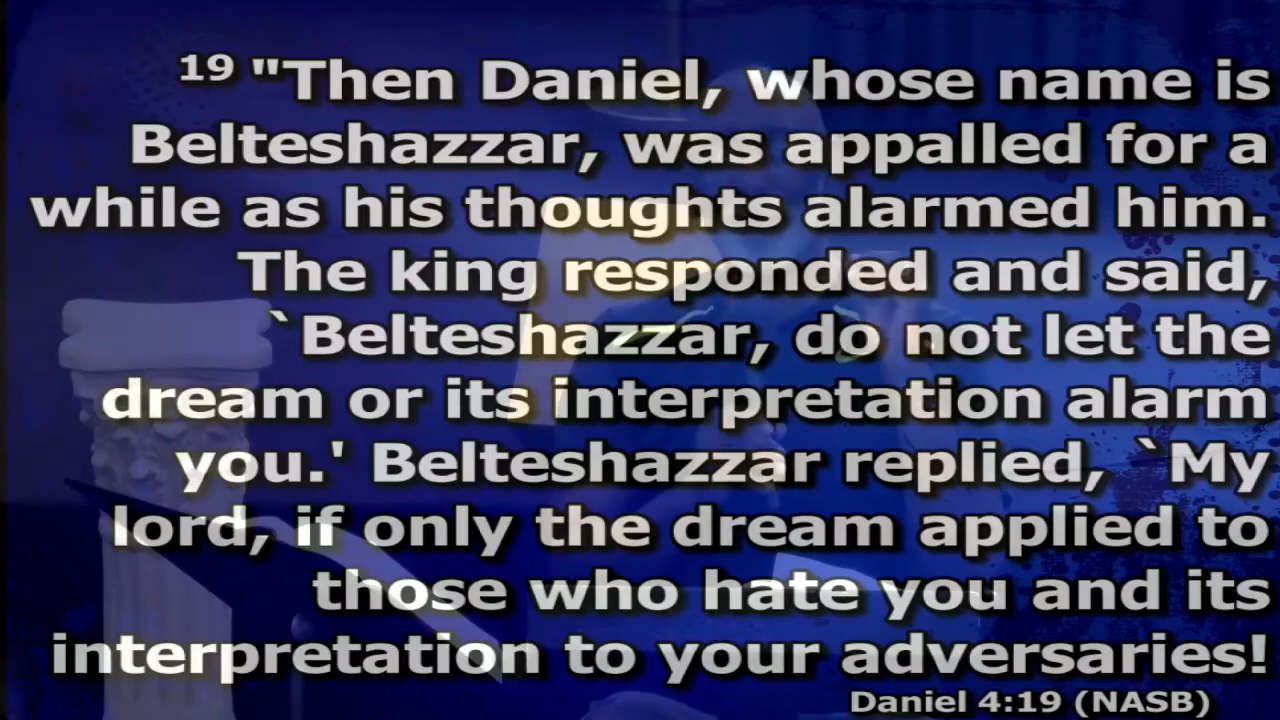 19 "Then Daniel, whose name is
Belteshazzar, was appalled for a
while as his thoughts alarmed him.
The king responded and said,
`Belteshazzar, do not let the
dream or its interpretation alarm
you.' Belteshazzar replied, `My
lord, if only the dream applied to
those who hate you and its
interpretation to your adversaries!
Daniel 4:19 (NASB)